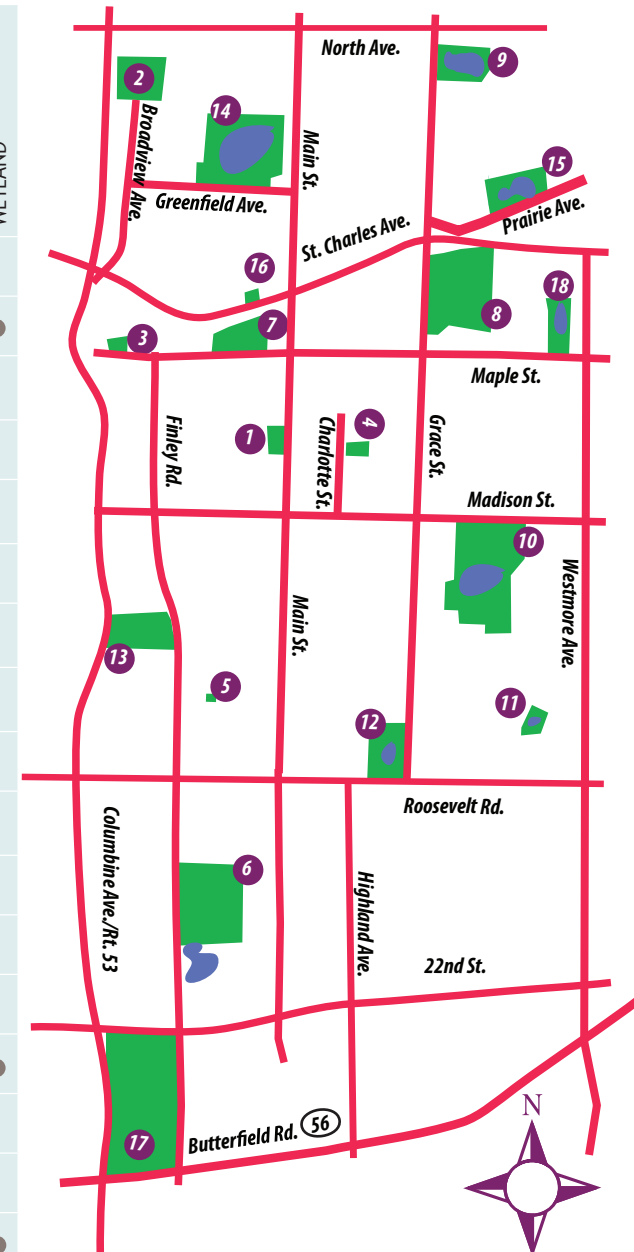 WETLAND
North Ave.
9
2
14
Broadview Ave.
Main St.
15
Greenfield Ave.
Prairie Ave.
St. Charles Ave.
16
18
8
7
3
Maple St.
Finley Rd.
1
Charlotte St.
4
Grace St.
Madison St.
10
Westmore Ave.
Main St.
13
5
11
12
Roosevelt Rd.
Columbine Ave./Rt. 53
6
Highland Ave.
22nd St.
17
Butterfield Rd. 56
N